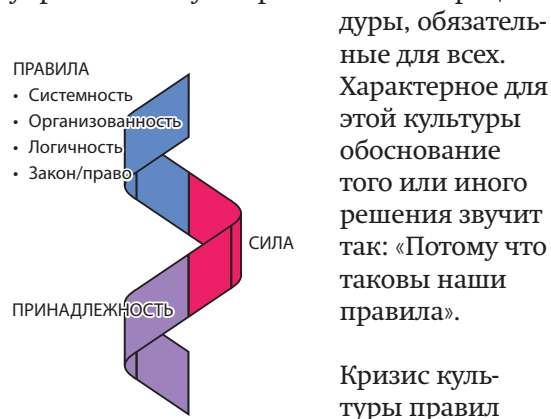 ПРАВИЛА
• Системность
• Организованность
• Логичность
• Закон/право
СИЛА
ПРИНАДЛЕЖНОСТЬ
дуры, обязатель-
ные для всех.
Характерное для
этой культуры
обоснование
того или иного
решения звучит
так: «Потому что
таковы наши
правила».
Кризис куль-
туры правил